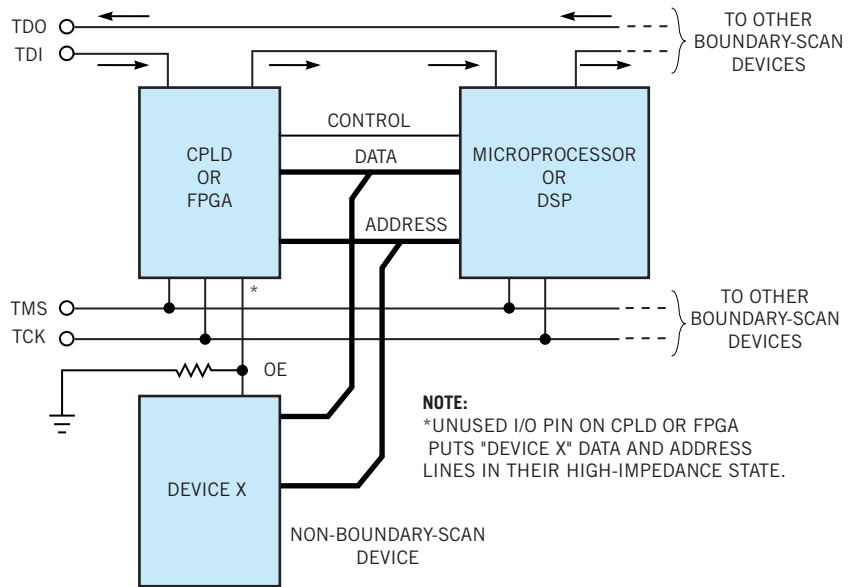 TDO
TDI
TO OTHER
BOUNDARY-SCAN
DEVICES
CPLD
OR
FPGA
CONTROL
DATA
ADDRESS
MICROPROCESSOR
OR
DSP
*
TMS
TCK
TO OTHER
BOUNDARY-SCAN
DEVICES
OE
DEVICE X
NOTE:
*UNUSED I/O PIN ON CPLD OR FPGA
PUTS "DEVICE X" DATA AND ADDRESS
LINES IN THEIR HIGH-IMPEDANCE STATE.
NON-BOUNDARY-SCAN
DEVICE